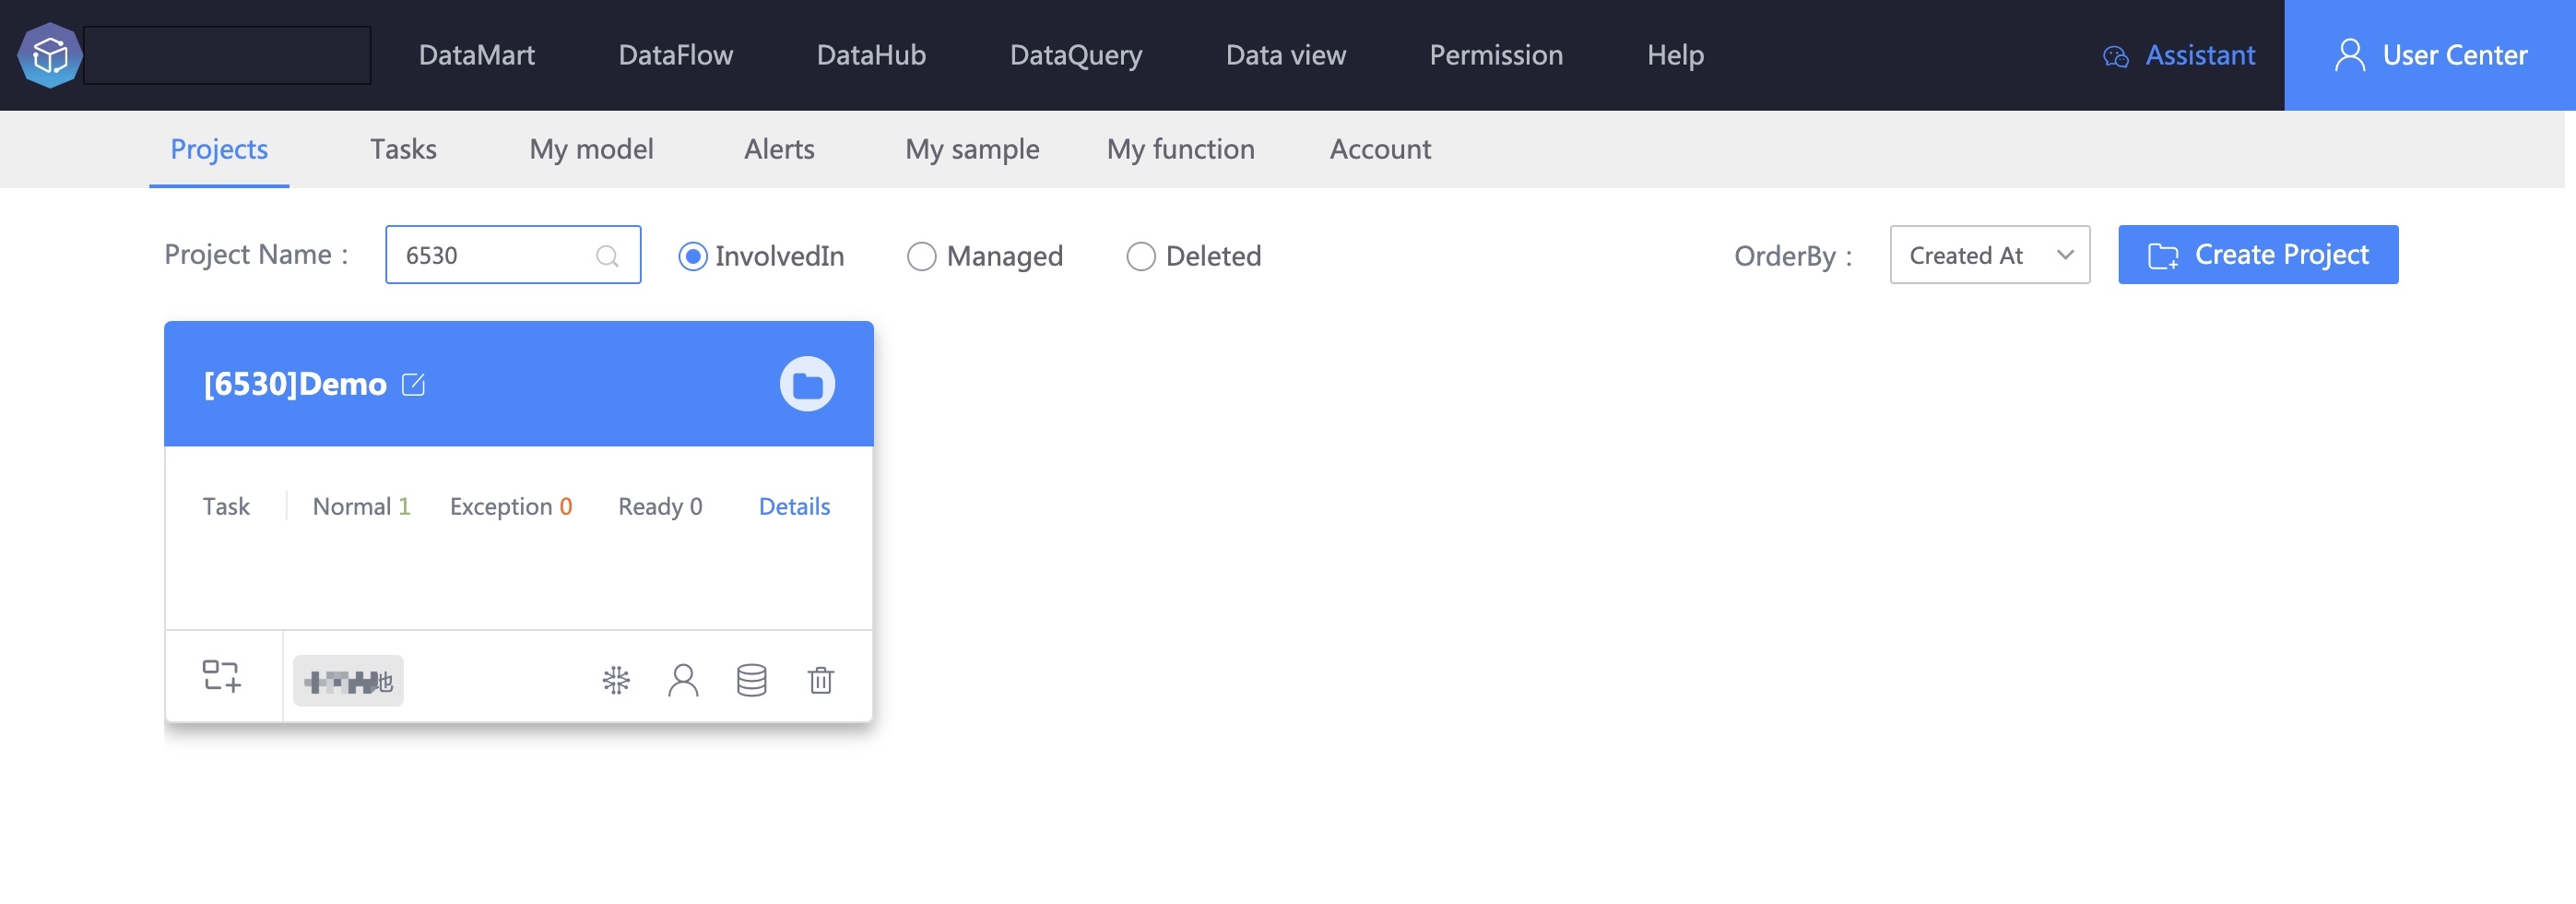 DataMart DataFlow DataHub DataQuery Data view Permission Help Assistant User Center
Projects Tasks My model Alerts My sample My function Account
Project Name : 6530 InvolvedIn Managed Deleted OrderBy : Created At Create Project
[6530]Demo
Task Normal 1 Exception 0 Ready 0 Details